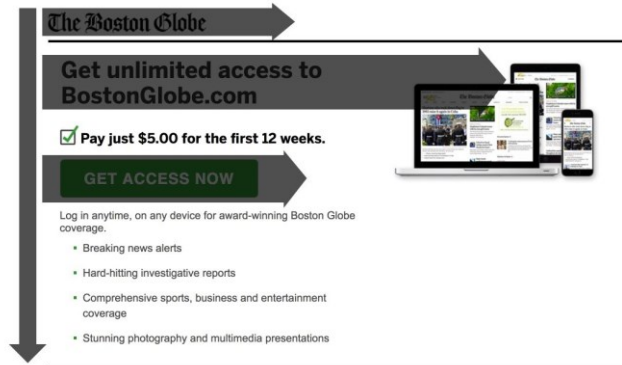 The Boston Globe
Get unlimited access to
BostonGlobe.com
Pay just $5.00 for the first 12 weeks.
GET ACCESS NOW
Log in anytime, on any device for award-winning Boston Globe
coverage.
Breaking news alerts
Hard-hitting investigative reports
Comprehensive sports, business and entertainment
coverage
Stunning photography and multimedia presentations